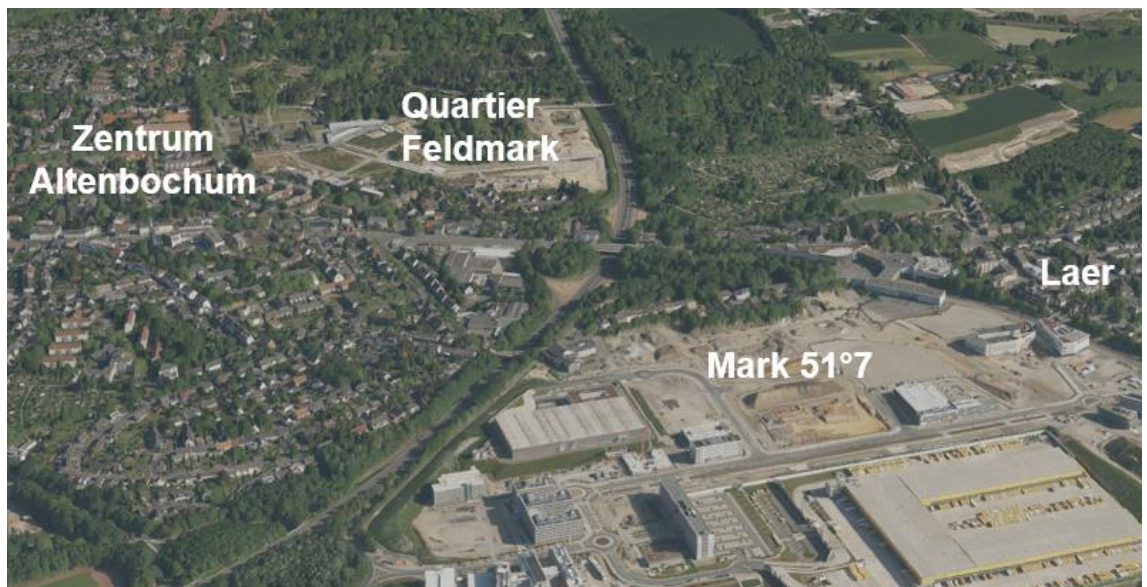 Quartier
Feldmark
Zentrum
Altenbochum
Laer
Mark 51°7